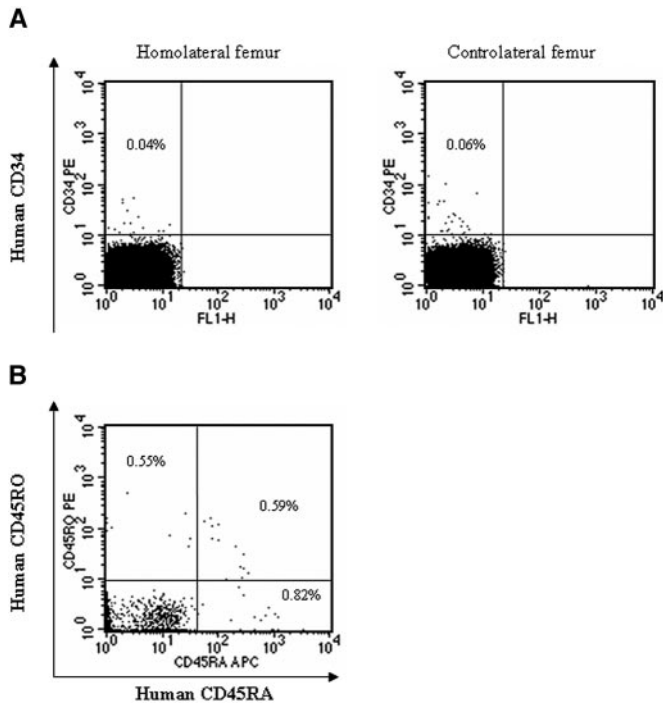 A
Homolateral femur
Controlateral femur
Human CD34
CD34 PE
10⁴
10³
10²
10¹
10⁰
0.04%
10⁰ 10¹ 10² 10³ 10⁴
FL1-H
CD34 PE
10⁴
10³
10²
10¹
10⁰
0.06%
10⁰ 10¹ 10² 10³ 10⁴
FL1-H
B
Human CD45RO
CD45RO PE
10⁴
10³
10²
10¹
10⁰
0.55%
0.59%
0.82%
10⁰ 10¹ 10² 10³ 10⁴
CD45RA APC
Human CD45RA